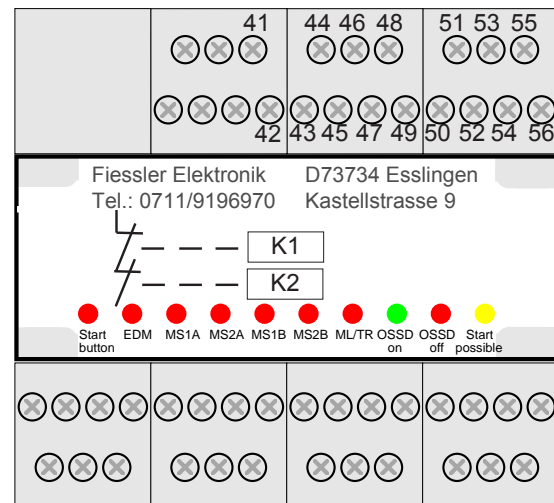 41 44 46 48 51 53 55
42 43 45 47 49 50 52 54 56
Fiessler Elektronik D73734 Esslingen
Tel.: 0711/9196970 Kastellstrasse 9
K1
K2
Start button EDM MS1A MS2A MS1B MS2B ML/TR OSSD on OSSD off Start possible